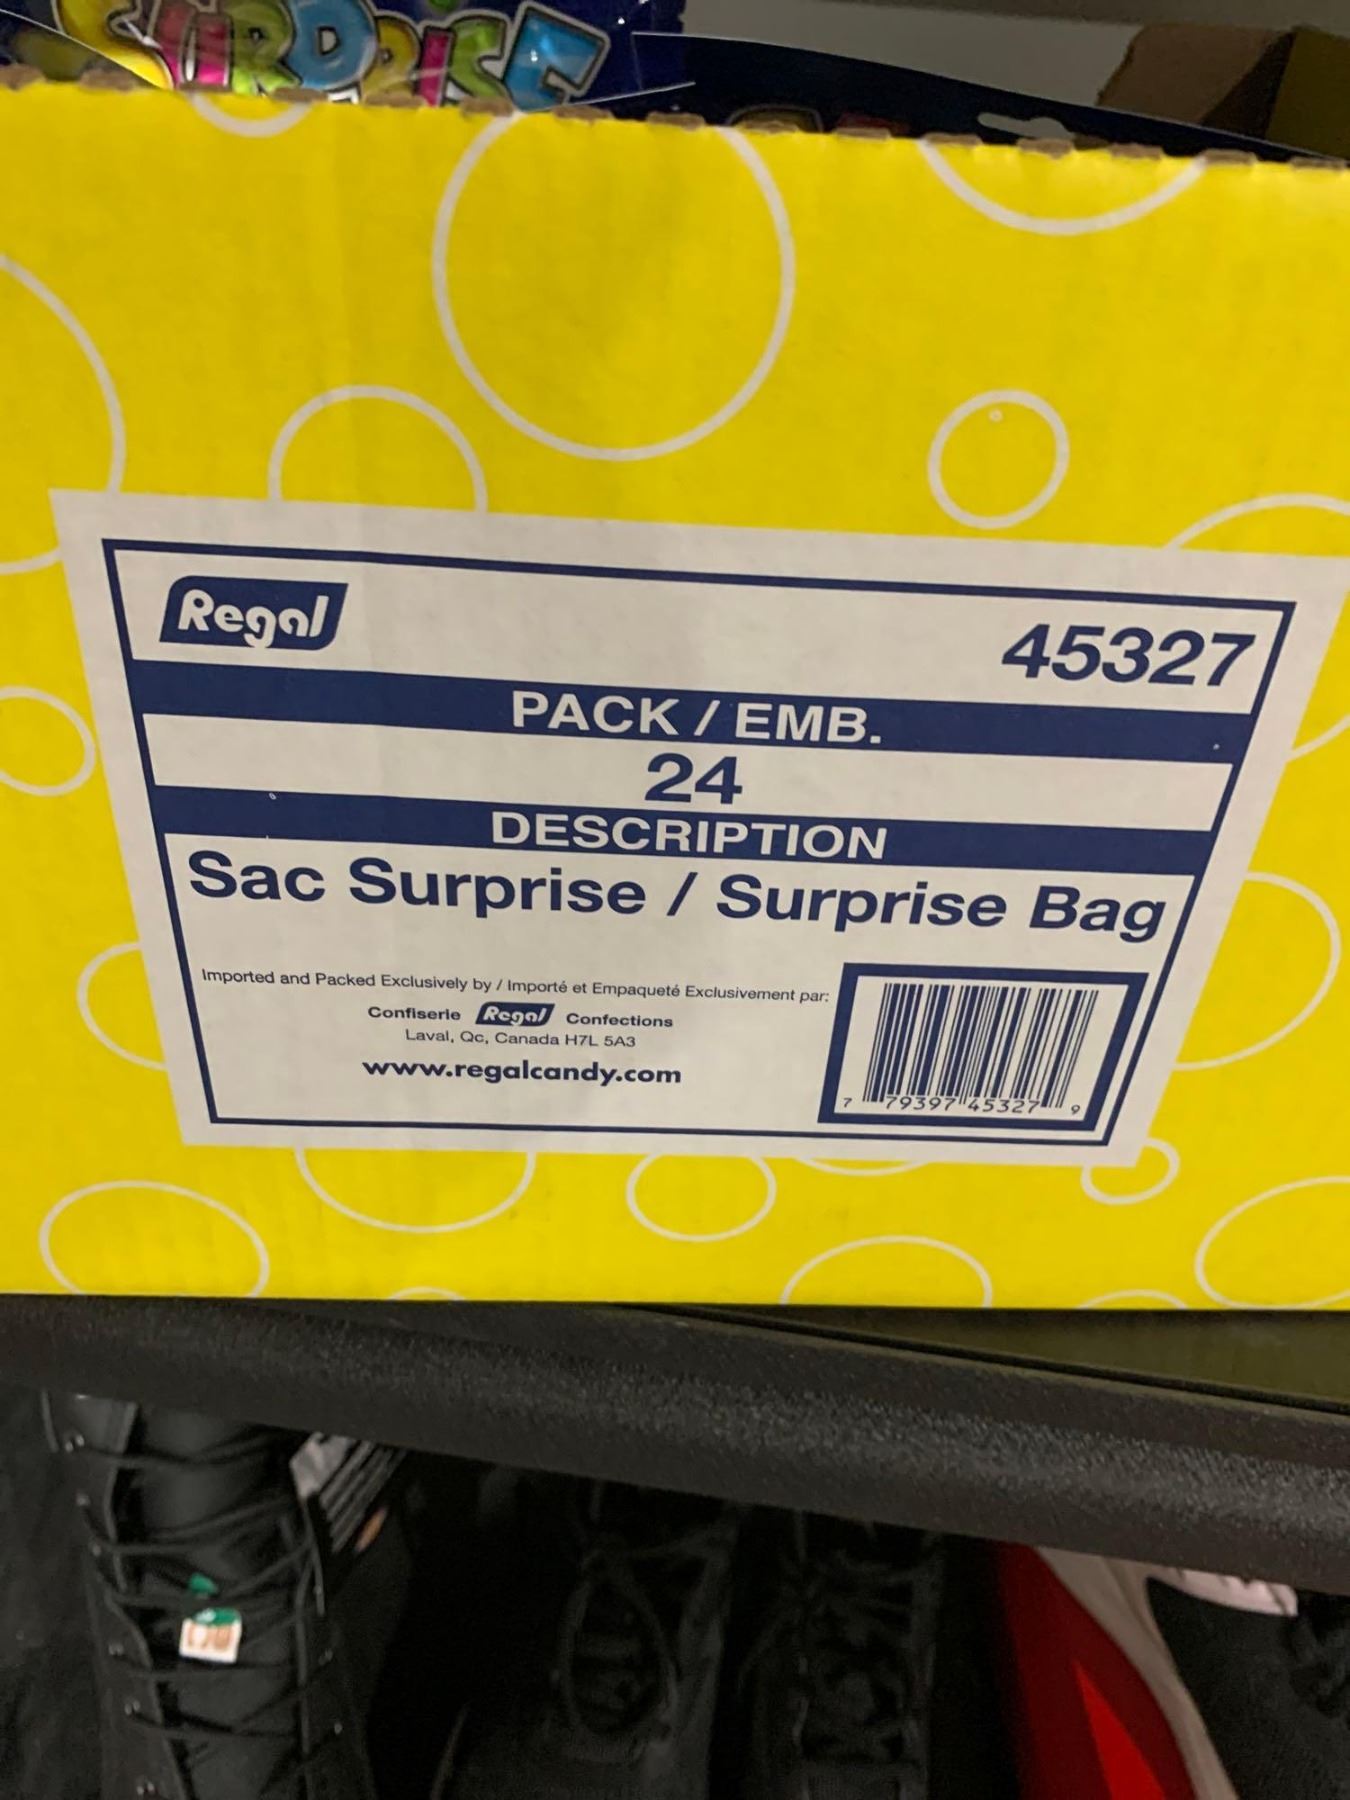 SURPRISE
Regal
45327
PACK / EMB.
24
DESCRIPTION
Sac Surprise / Surprise Bag
Imported and Packed Exclusively by / Importé et Empaqueté Exclusivement par:
Confiserie Regal Confections
Laval, Qc, Canada H7L 5A3
www.regalcandy.com
7 79397 45327 9